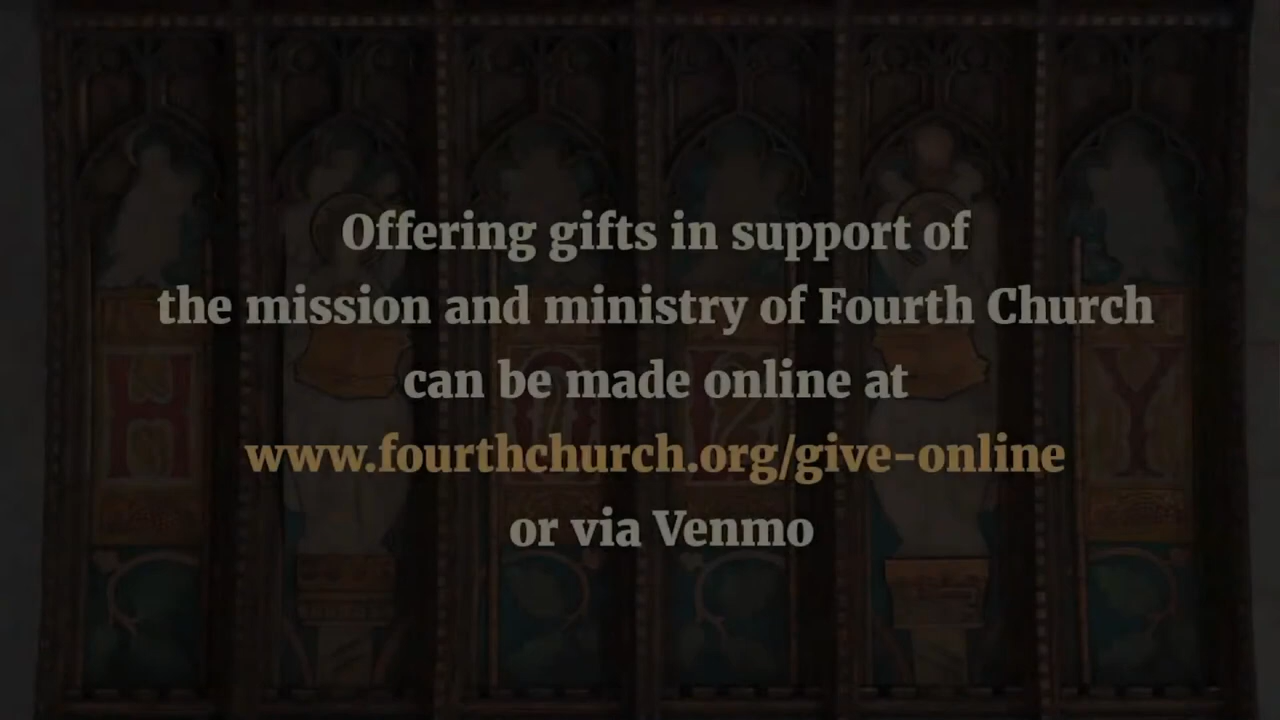 Offering gifts in support of
the mission and ministry of Fourth Church
can be made online at
www.fourthchurch.org/give-online
or via Venmo